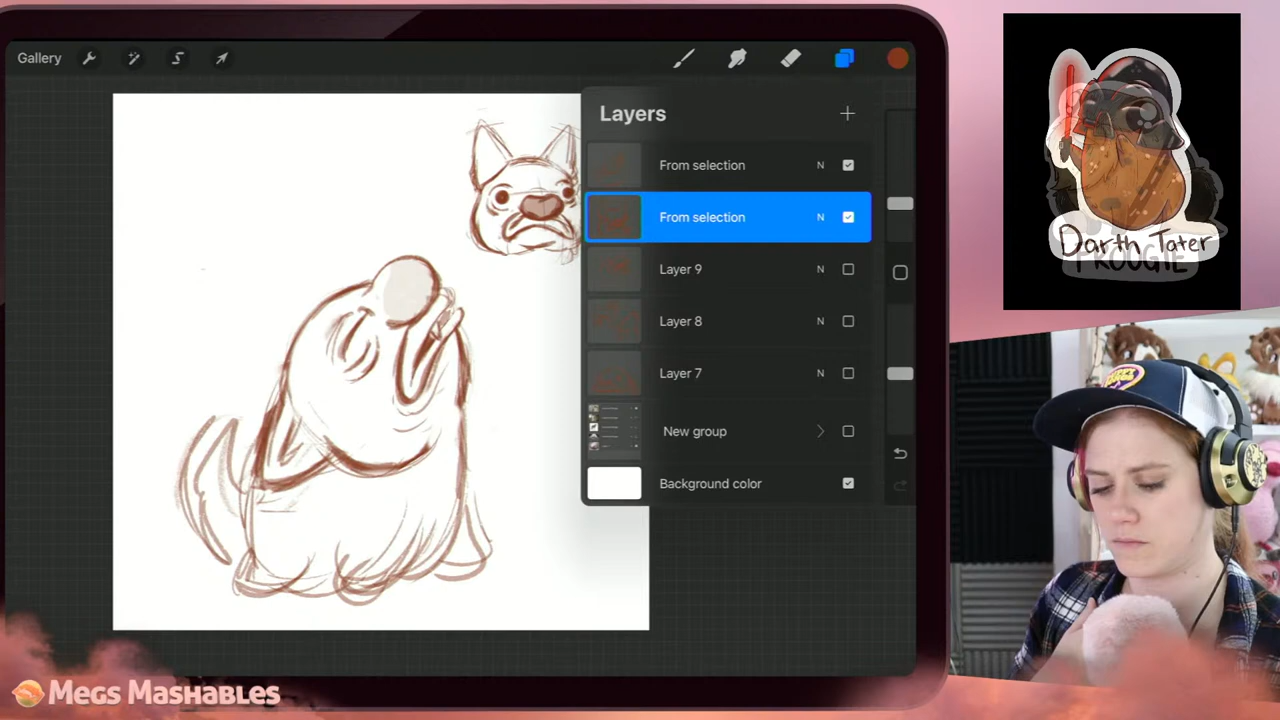 Gallery
Layers
From selection N
From selection N
Layer 9 N
Layer 8 N
Layer 7 N
New group
Background color
Darth Tater
FROOGIE
Megs Mashables